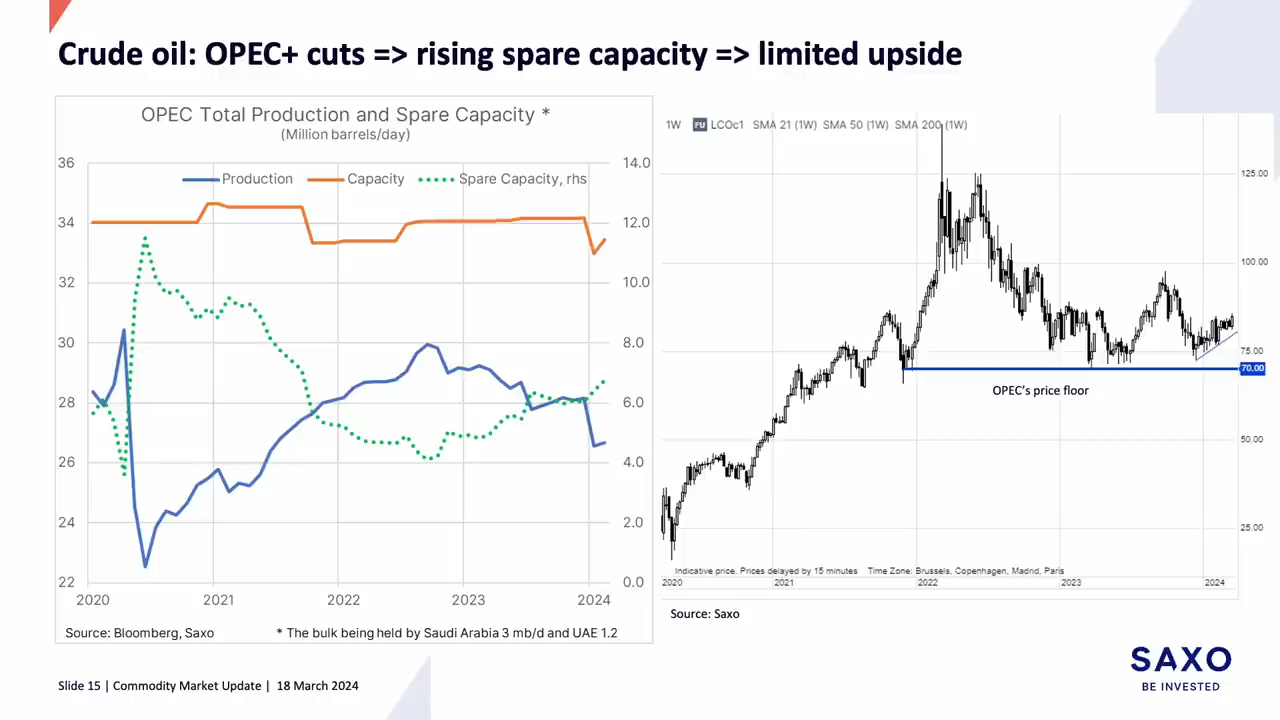 Crude oil: OPEC+ cuts => rising spare capacity => limited upside
OPEC Total Production and Spare Capacity *
(Million barrels/day)
36
14.0
Production
Capacity
Spare Capacity, rhs
34
12.0
32
10.0
30
8.0
28
6.0
26
4.0
24
2.0
22
0.0
2020
2021
2022
2023
2024
Source: Bloomberg, Saxo
* The bulk being held by Saudi Arabia 3 mb/d and UAE 1.2
1W FU LCOc1 SMA 21 (1W) SMA 50 (1W) SMA 200 (1W)
125.00
100.00
75.00
70.00
OPEC's price floor
50.00
25.00
Indicative price. Prices delayed by 15 minutes Time Zone: Brussels, Copenhagen, Madrid, Paris
2020
2021
2022
2023
2024
Source: Saxo
SAXO
BE INVESTED
Slide 15 | Commodity Market Update | 18 March 2024